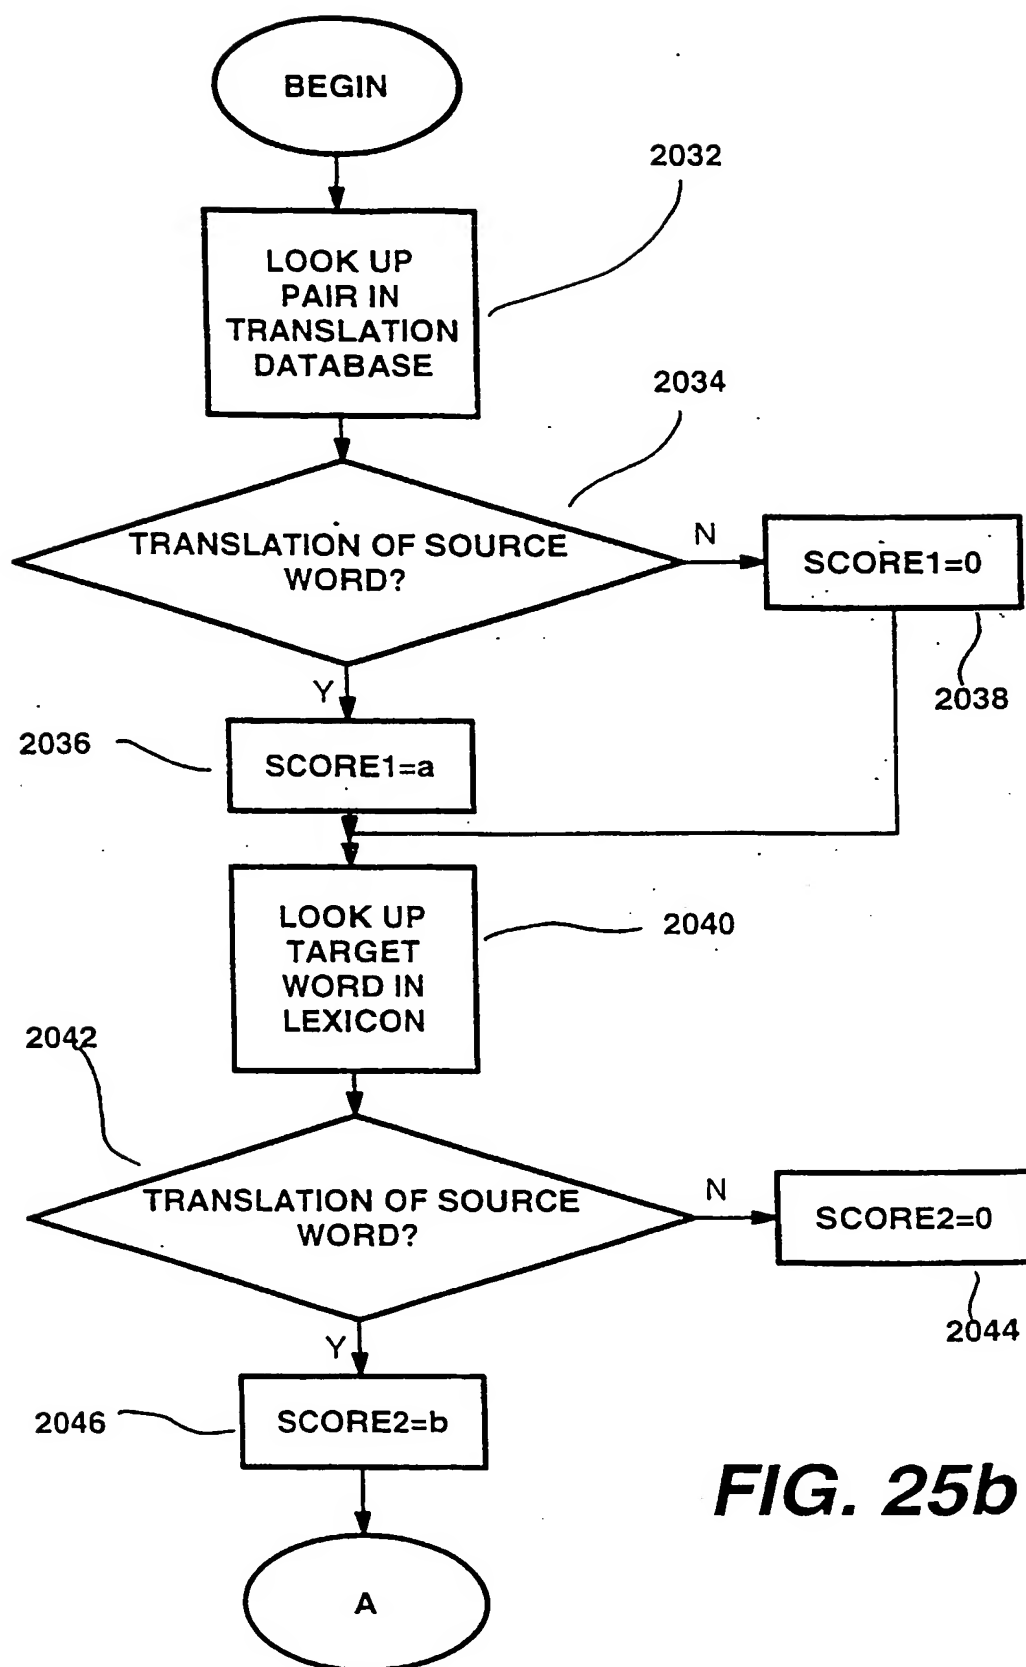 BEGIN
2032
LOOK UP
PAIR IN
TRANSLATION
DATABASE
2034
TRANSLATION OF SOURCE
WORD?
N
SCORE1=0
2038
Y
2036
SCORE1=a
LOOK UP
TARGET
WORD IN
LEXICON
2040
2042
TRANSLATION OF SOURCE
WORD?
N
SCORE2=0
2044
Y
2046
SCORE2=b
FIG. 25b
A